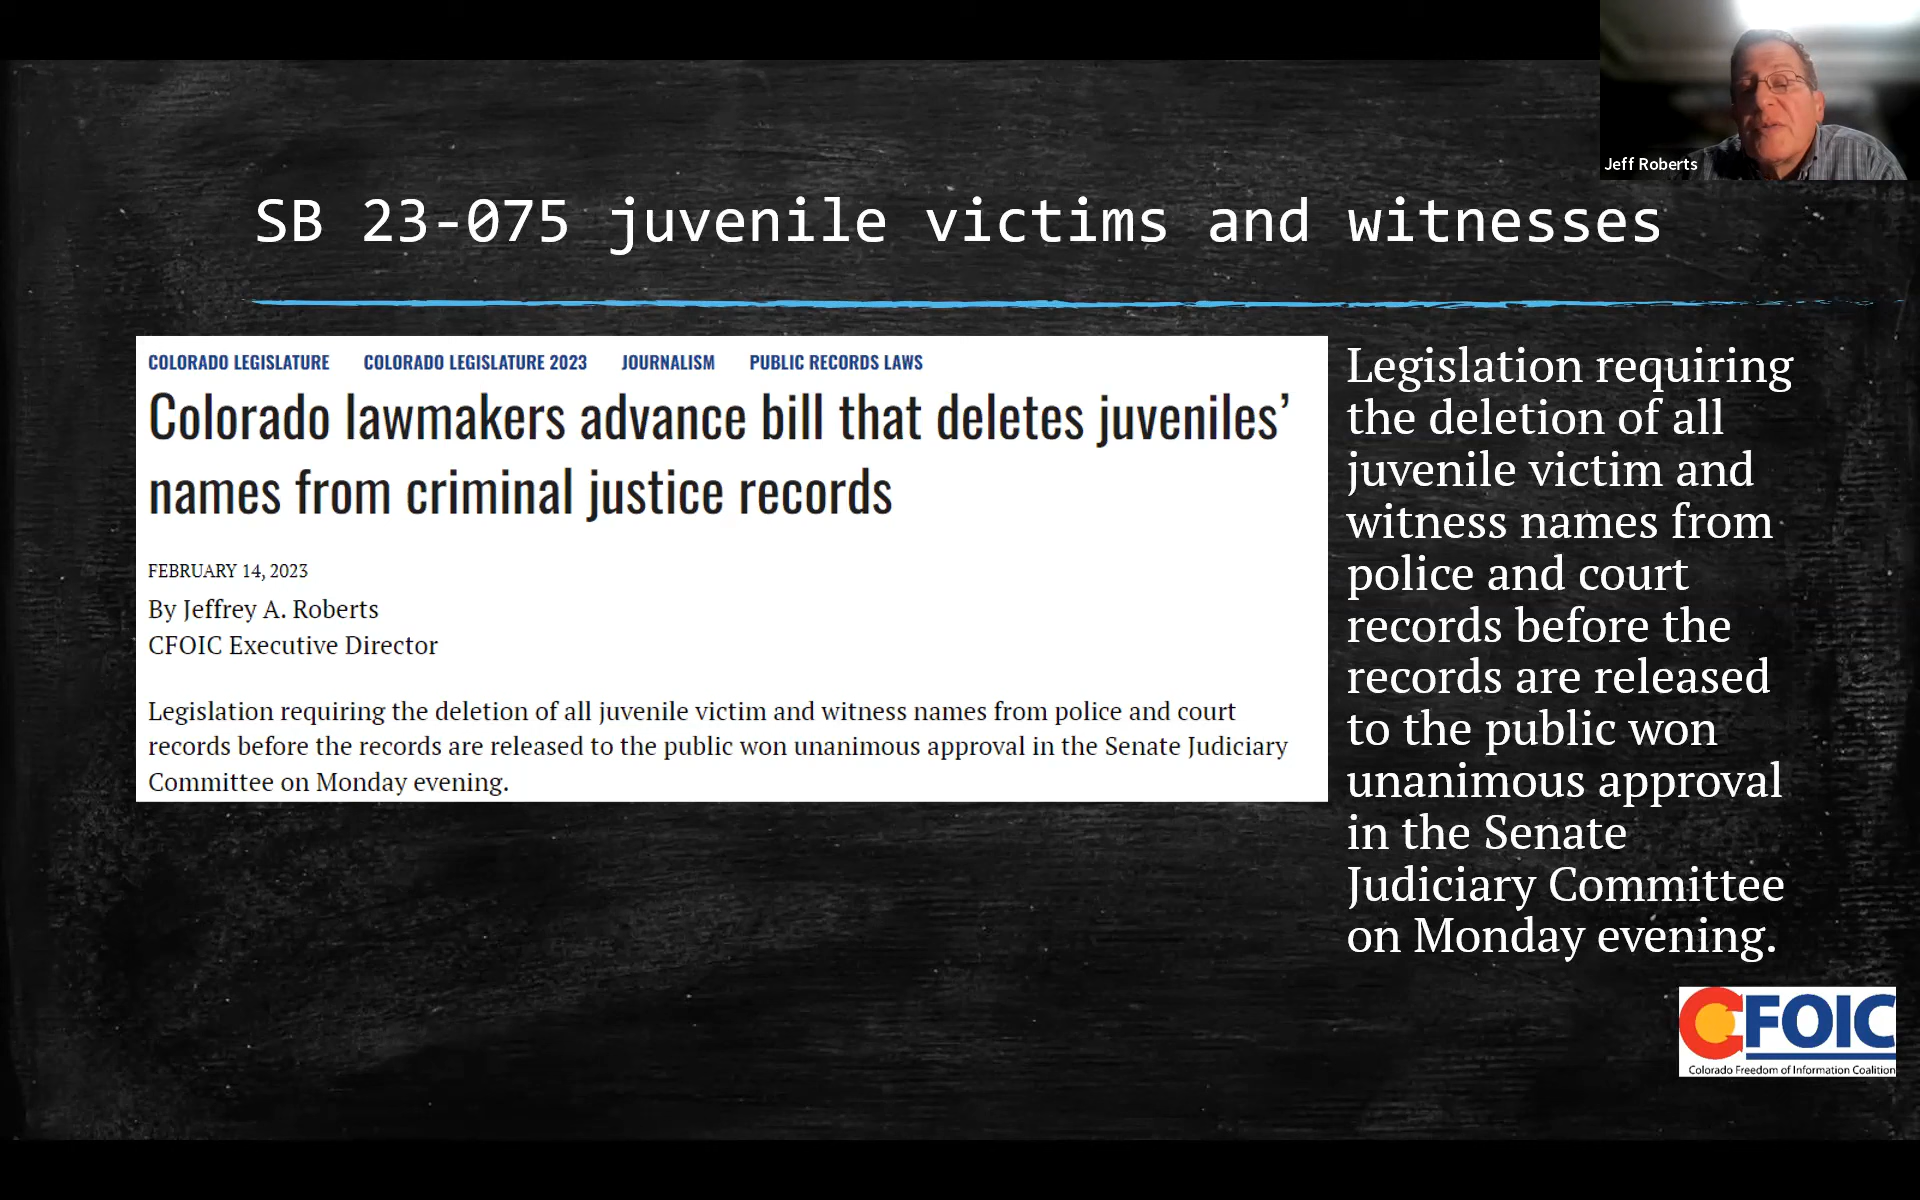 Jeff Roberts
SB 23-075 juvenile victims and witnesses
COLORADO LEGISLATURE COLORADO LEGISLATURE 2023 JOURNALISM PUBLIC RECORDS LAWS
Colorado lawmakers advance bill that deletes juveniles’
names from criminal justice records
FEBRUARY 14, 2023
By Jeffrey A. Roberts
CFOIC Executive Director
Legislation requiring the deletion of all juvenile victim and witness names from police and court
records before the records are released to the public won unanimous approval in the Senate Judiciary
Committee on Monday evening.
Legislation requiring
the deletion of all
juvenile victim and
witness names from
police and court
records before the
records are released
to the public won
unanimous approval
in the Senate
Judiciary Committee
on Monday evening.
CFOIC
Colorado Freedom of Information Coalition